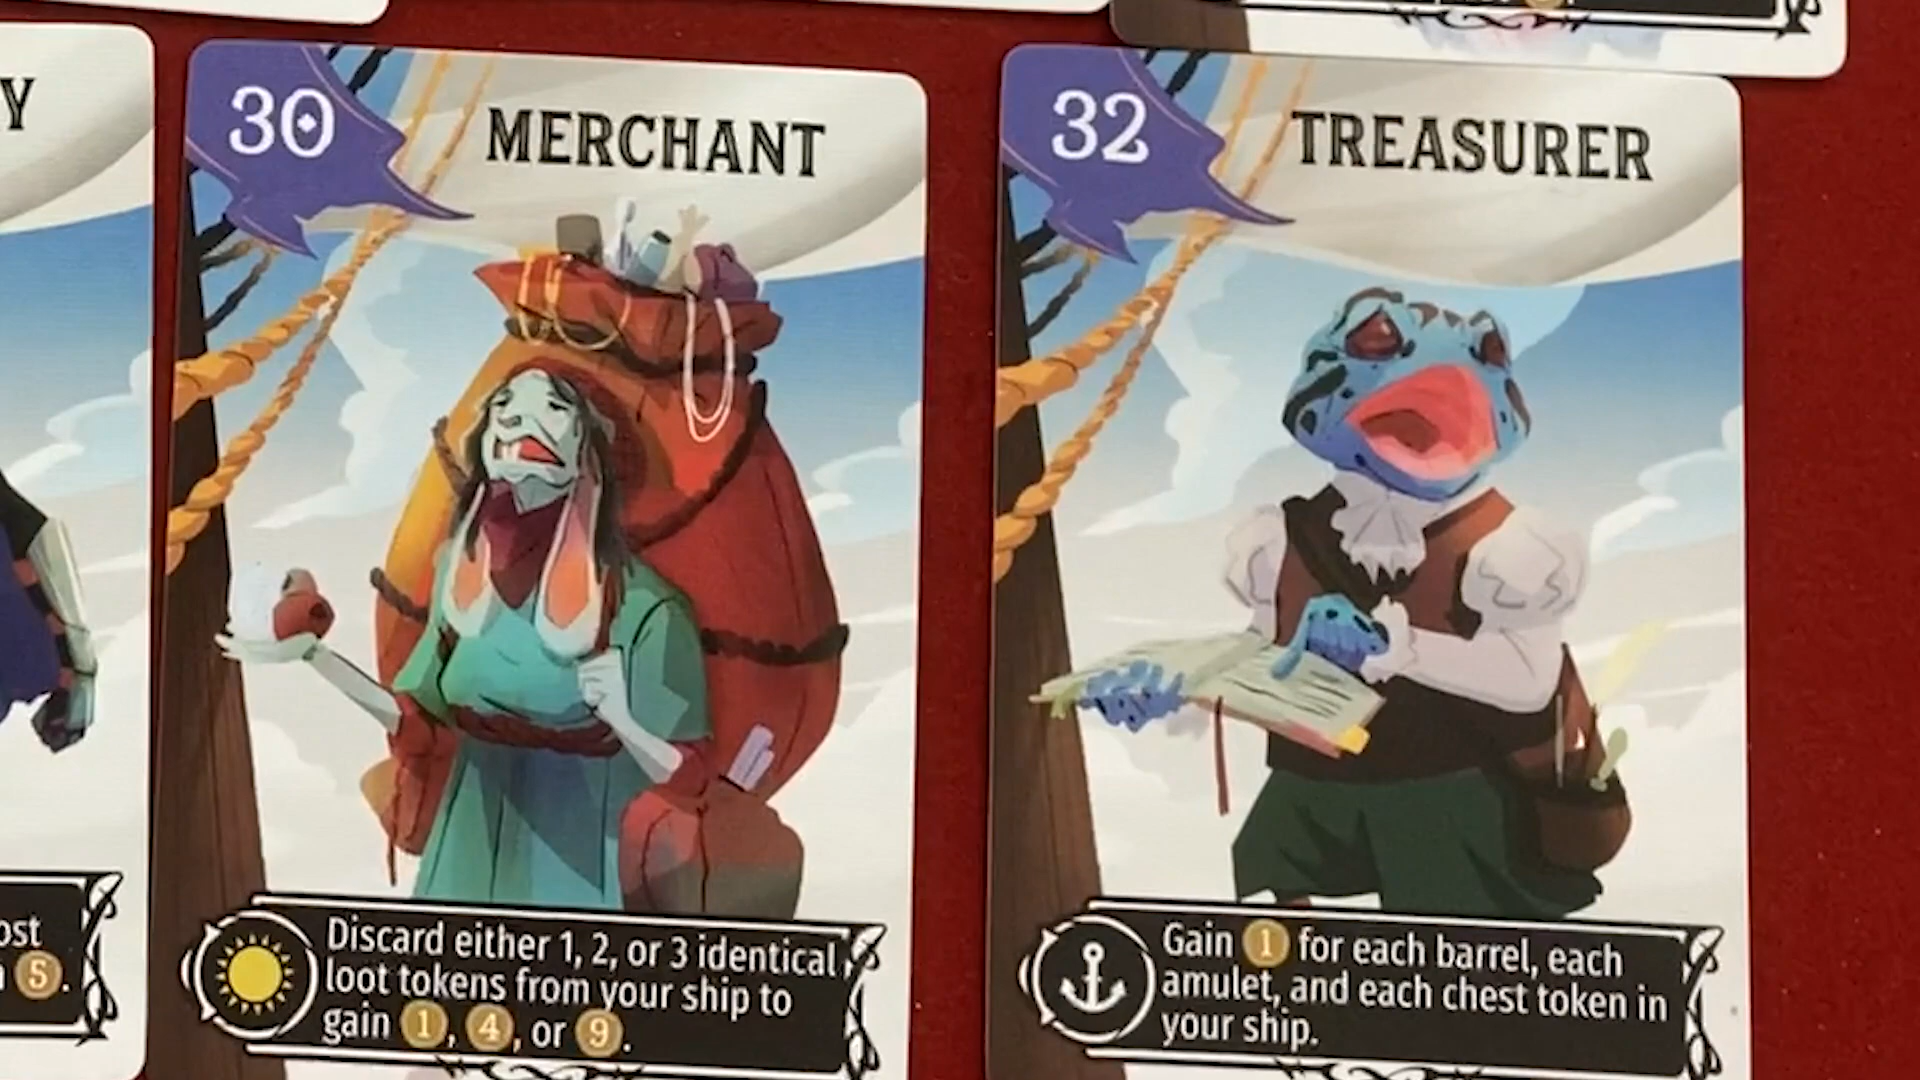 Y
ost
5.
30
MERCHANT
Discard either 1, 2, or 3 identical
loot tokens from your ship to
gain 1, 4, or 9.
32
TREASURER
Gain 1 for each barrel, each
amulet, and each chest token in
your ship.